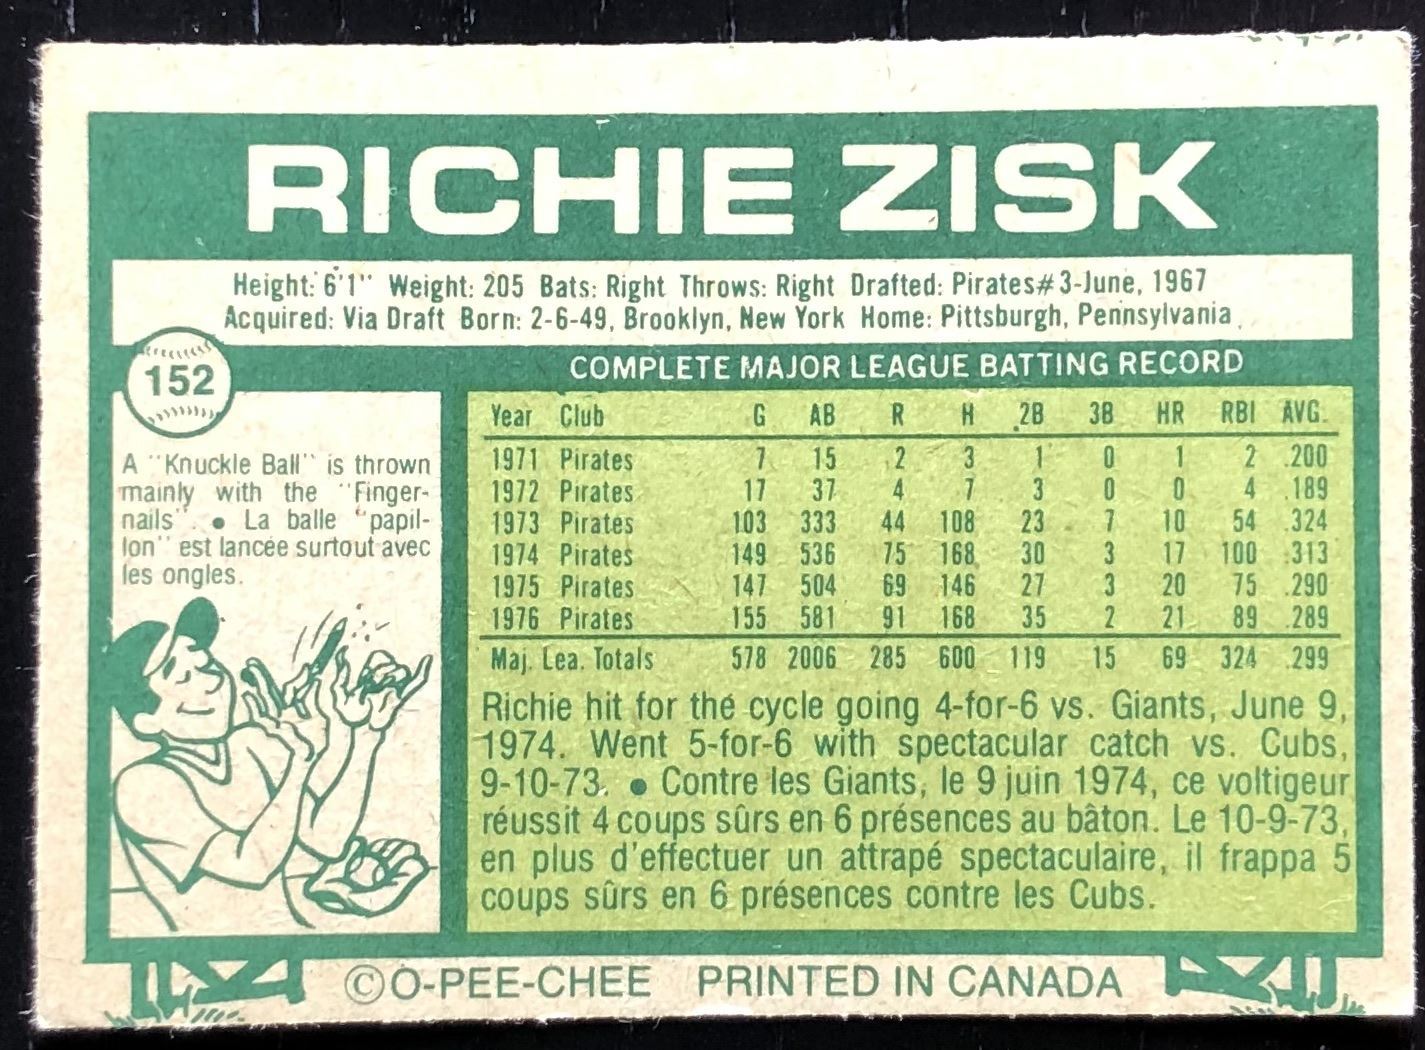 RICHIE ZISK
Height: 6'1" Weight: 205 Bats: Right Throws: Right Drafted: Pirates#3-June, 1967
Acquired: Via Draft Born: 2-6-49, Brooklyn, New York Home: Pittsburgh, Pennsylvania
152
A "Knuckle Ball" is thrown
mainly with the "Finger-
nails". • La balle "papil-
lon" est lancée surtout avec
les ongles.
COMPLETE MAJOR LEAGUE BATTING RECORD
Year Club G AB R H 2B 3B HR RBI AVG.
1971 Pirates 7 15 2 3 1 0 1 2 .200
1972 Pirates 17 37 4 7 3 0 0 4 .189
1973 Pirates 103 333 44 108 23 7 10 54 .324
1974 Pirates 149 536 75 168 30 3 17 100 .313
1975 Pirates 147 504 69 146 27 3 20 75 .290
1976 Pirates 155 581 91 168 35 2 21 89 .289
Maj. Lea. Totals 578 2006 285 600 119 15 69 324 .299
Richie hit for the cycle going 4-for-6 vs. Giants, June 9,
1974. Went 5-for-6 with spectacular catch vs. Cubs,
9-10-73. • Contre les Giants, le 9 juin 1974, ce voltigeur
réussit 4 coups sûrs en 6 présences au bâton. Le 10-9-73,
en plus d'effectuer un attrapé spectaculaire, il frappa 5
coups sûrs en 6 présences contre les Cubs.
©O-PEE-CHEE PRINTED IN CANADA